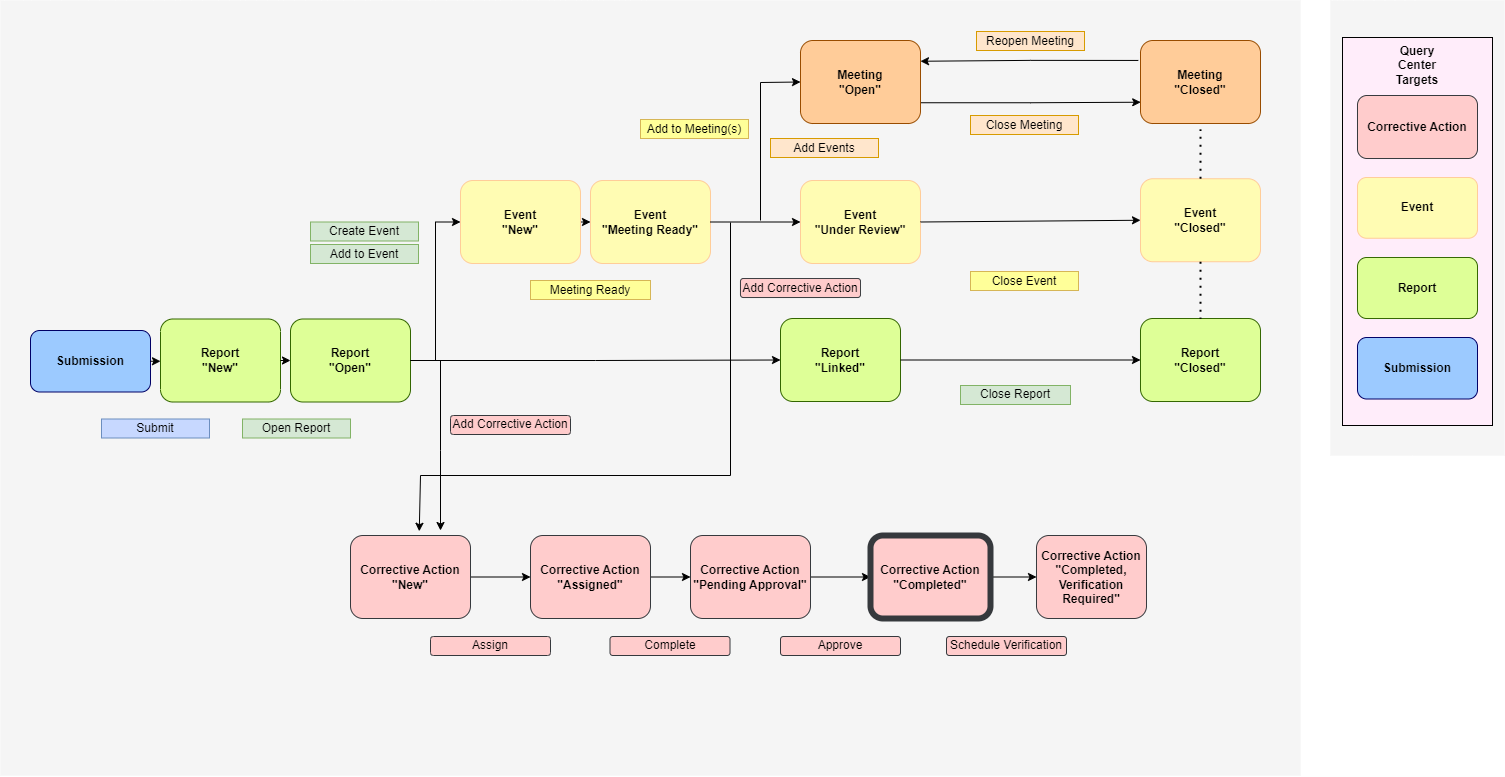 Reopen Meeting
Meeting
"Open"
Meeting
"Closed"
Add to Meeting(s)
Close Meeting
Add Events
Event
"New"
Event
"Meeting Ready"
Event
"Under Review"
Event
"Closed"
Create Event
Add to Event
Meeting Ready
Add Corrective Action
Close Event
Submission
Report
"New"
Report
"Open"
Report
"Linked"
Report
"Closed"
Close Report
Submit
Open Report
Add Corrective Action
Corrective Action
"New"
Corrective Action
"Assigned"
Corrective Action
"Pending Approval"
Corrective Action
"Completed"
Corrective Action
"Completed,
Verification
Required"
Assign
Complete
Approve
Schedule Verification
Query
Center
Targets
Corrective Action
Event
Report
Submission